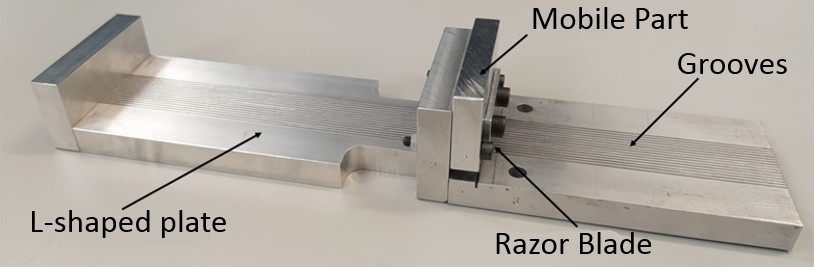 Mobile Part
Grooves
L-shaped plate
Razor Blade